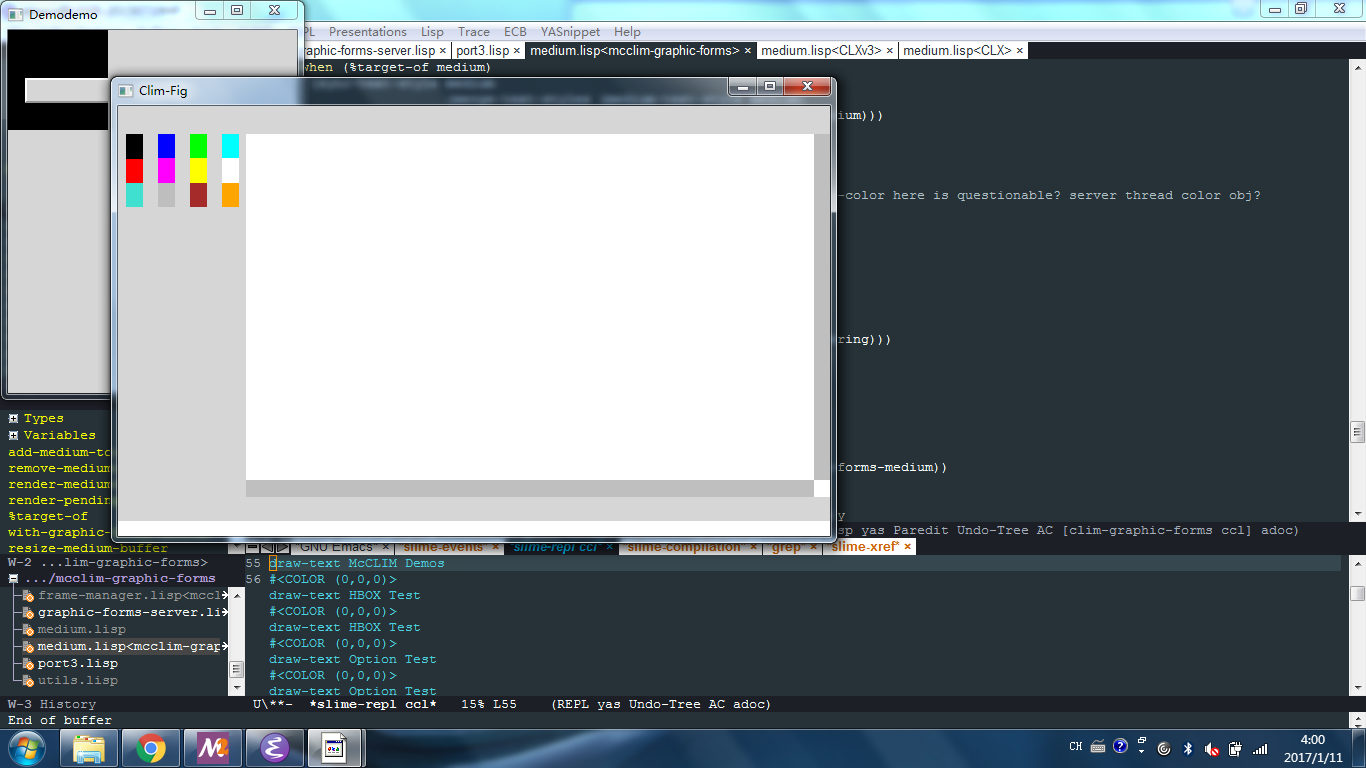 Demodemo
PL Presentations Lisp Trace ECB YASnippet Help
raphic-forms-server.lisp × port3.lisp × medium.lisp<mcclim-graphic-forms> × medium.lisp<CLXv3> × medium.lisp<CLX> ×
when (%target-of medium)
Clim-Fig
ium)))
-color here is questionable? server thread color obj?
ring)))
Types
Variables
add-medium-to
remove-medium
render-medium
render-pendin
%target-of
with-graphic-
resize-medium-buffer
orms-medium))
y
sp yas Paredit Undo-Tree AC [clim-graphic-forms ccl] adoc)
GNU Emacs × *slime-events* × *slime-repl ccl* × *slime-compilation* × *grep* × *slime-xref* ×
W-2 ...lim-graphic-forms>
.../mcclim-graphic-forms
frame-manager.lisp<mccl
graphic-forms-server.li
medium.lisp
medium.lisp<mcclim-grap
port3.lisp
utils.lisp
55 draw-text McCLIM Demos
56 #<COLOR (0,0,0)>
draw-text HBOX Test
#<COLOR (0,0,0)>
draw-text HBOX Test
#<COLOR (0,0,0)>
draw-text Option Test
#<COLOR (0,0,0)>
draw-text Option Test
W-3 History
U\**- *slime-repl ccl* 15% L55 (REPL yas Undo-Tree AC adoc)
End of buffer
CH
4:00
2017/1/11